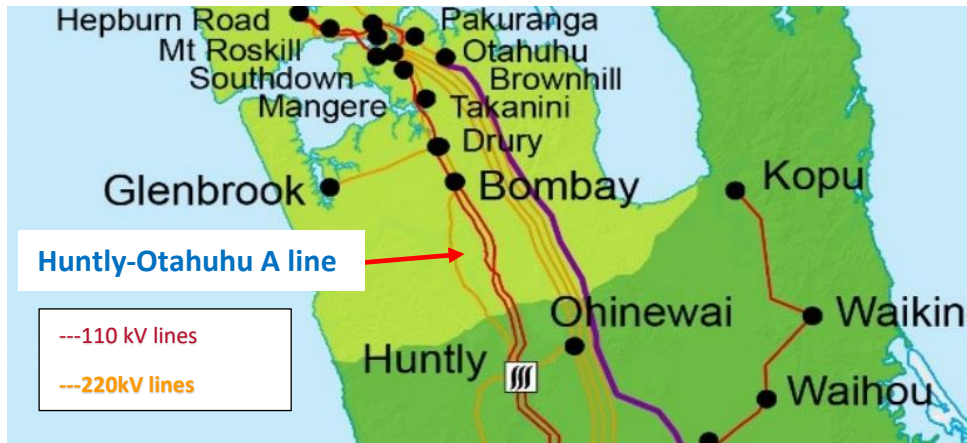 Hepburn Road
Pakuranga
Mt Roskill
Otahuhu
Southdown
Brownhill
Mangere
Takanini
Drury
Glenbrook
Bombay
Kopu
Huntly-Otahuhu A line
---110 kV lines
---220kV lines
Ohinewai
Waikin
Huntly
Waihou